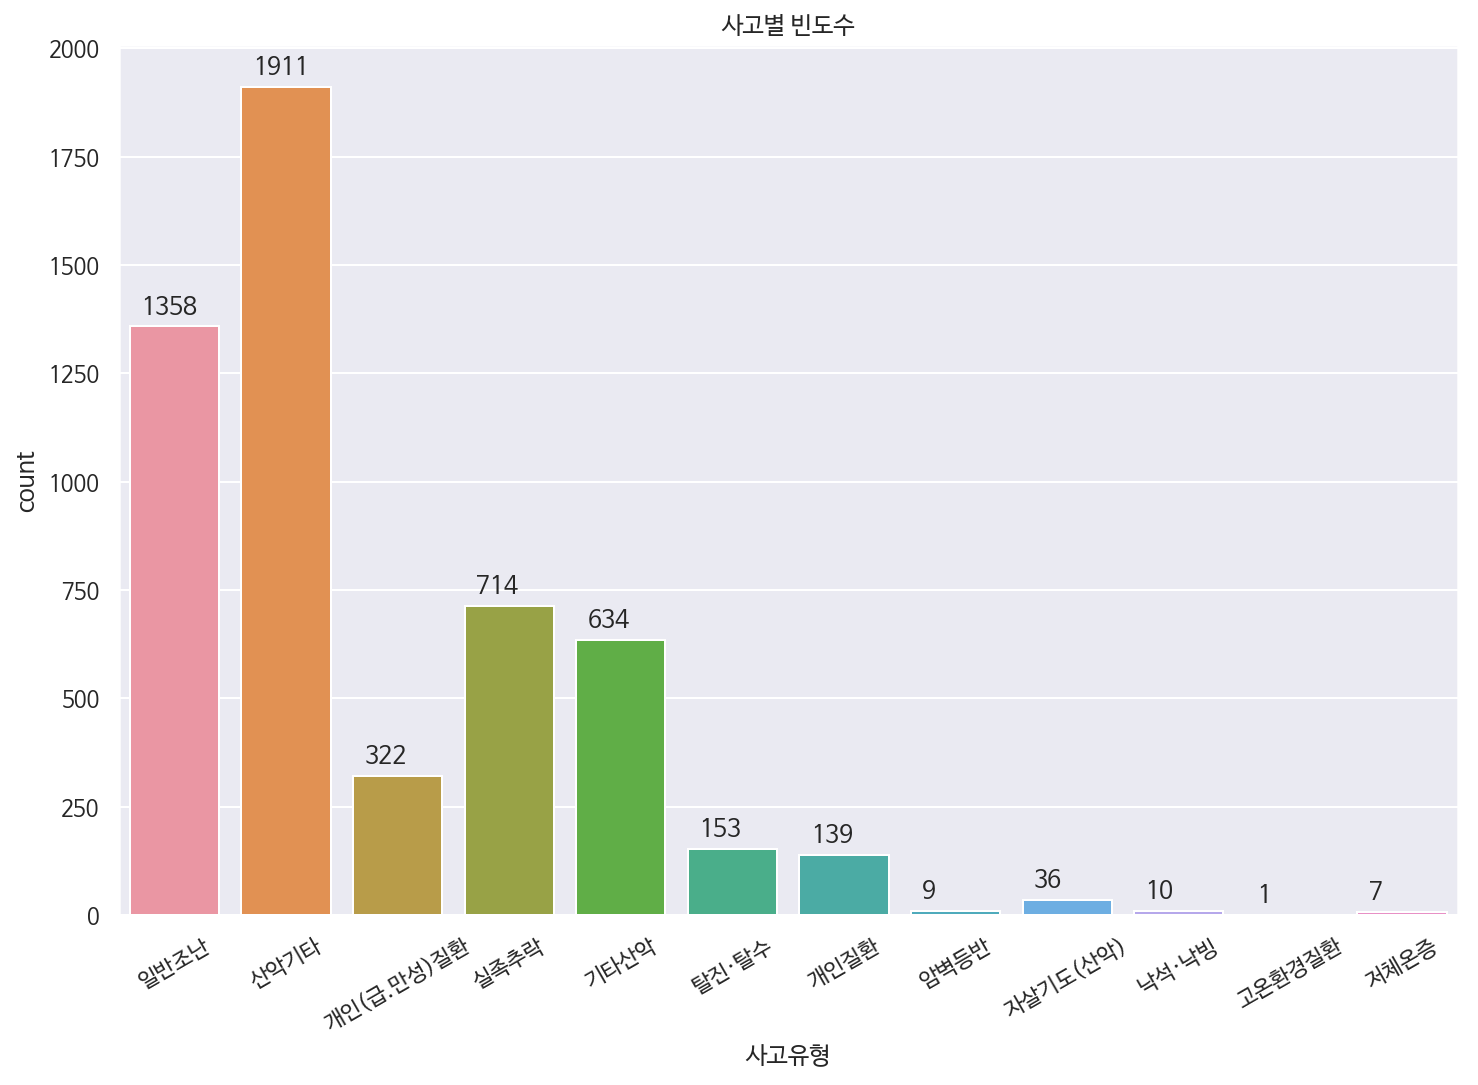 사고별 빈도수
2000
1750
1500
1250
1000
750
500
250
0
count
1358
1911
322
714
634
153
139
9
36
10
1
7
일반조난
산악기타
개인(급.만성)질환
실족추락
기타산악
탈진·탈수
개인질환
암벽등반
자살기도(산악)
낙석·낙빙
고온환경질환
저체온증
사고유형